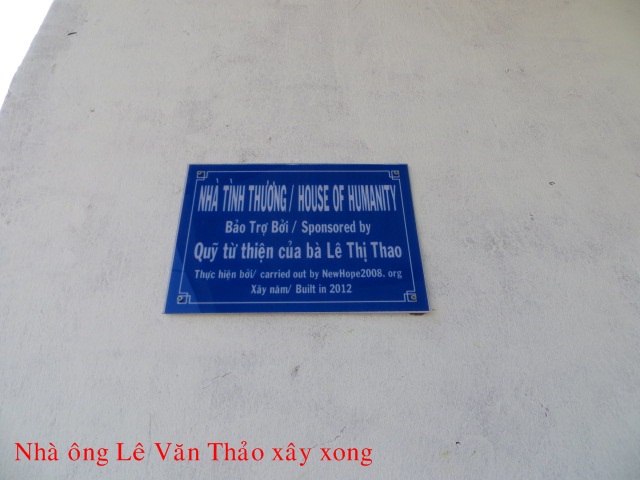 NHÀ TÌNH THƯƠNG / HOUSE OF HUMANITY
Bảo Trợ Bởi / Sponsored by
Quỹ từ thiện của bà Lê Thị Thao
Thực hiện bởi/ carried out by NewHope2008. org
Xây năm/ Built in 2012
Nhà ông Lê Văn Thảo xây xong